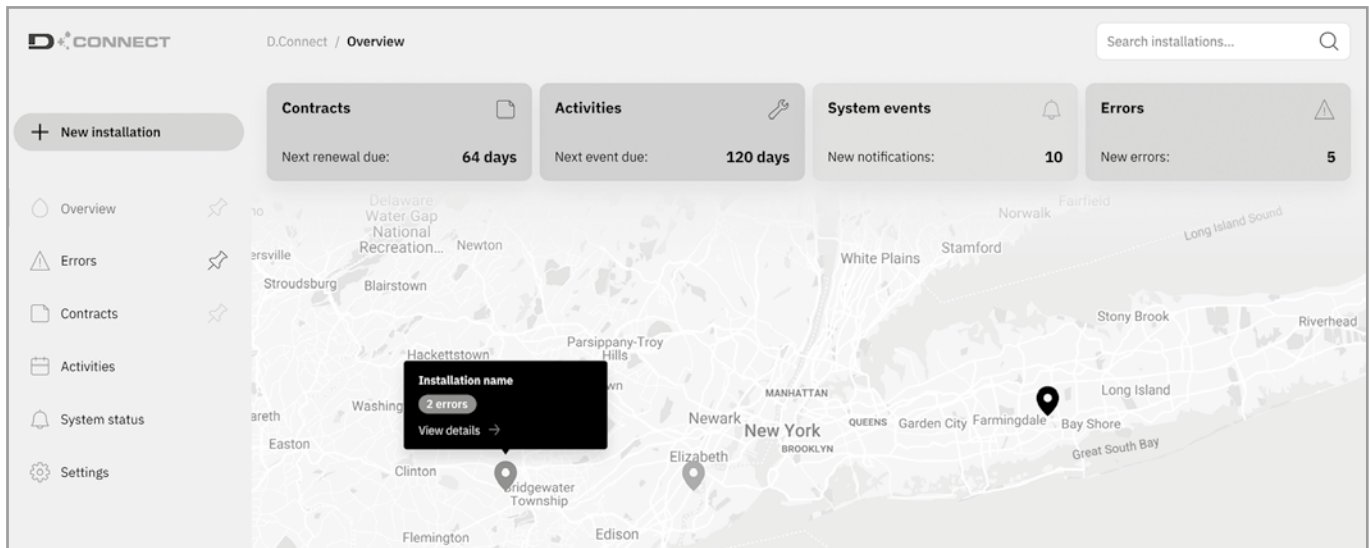 D CONNECT
D.Connect / Overview
Search installations...
New installation
Overview
Errors
Contracts
Activities
System status
Settings
Contracts
Next renewal due: 64 days
Activities
Next event due: 120 days
System events
New notifications: 10
Errors
New errors: 5
Delaware
Water Gap
National
Recreation...
Newton
Norwalk
Fairfield
Long Island Sound
Stamford
White Plains
ersville
Stroudsburg
Blairstown
Stony Brook
Riverhead
Parsippany-Troy
Hills
Hackettstown
wn
Installation name
2 errors
View details
Washing
MANHATTAN
Long Island
areth
Newark
New York
QUEENS
Garden City
Farmingdale
Bay Shore
Easton
BROOKLYN
Great South Bay
Elizabeth
Clinton
Bridgewater
Township
Flemington
Edison